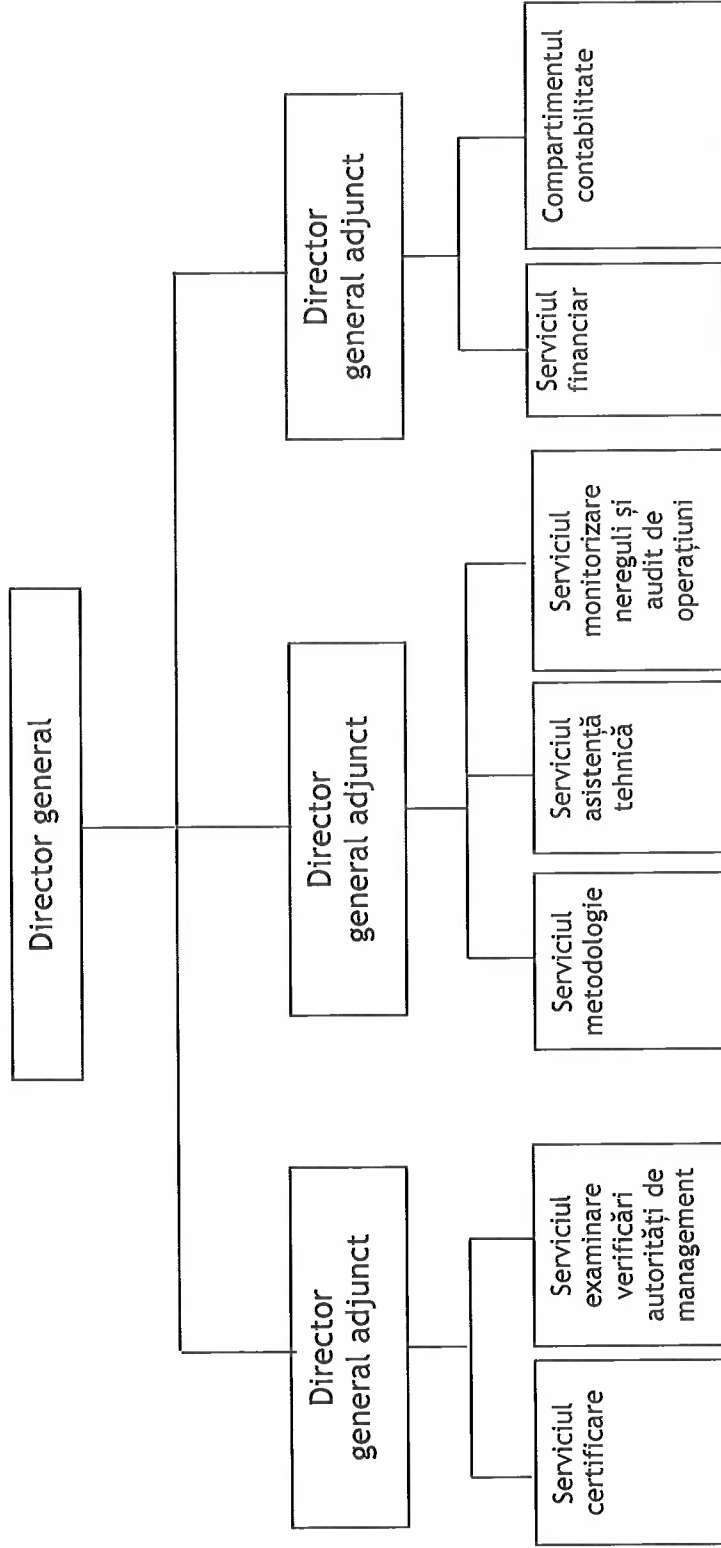 Director general
Director
general adjunct
Director
general adjunct
Director
general adjunct
Serviciul
certificare
Serviciul
examinare
verificări
autorități de
management
Serviciul
metodologie
Serviciul
asistență
tehnică
Serviciul
monitorizare
nereguli și
audit de
operațiuni
Serviciul
financiar
Compartimentul
contabilitate